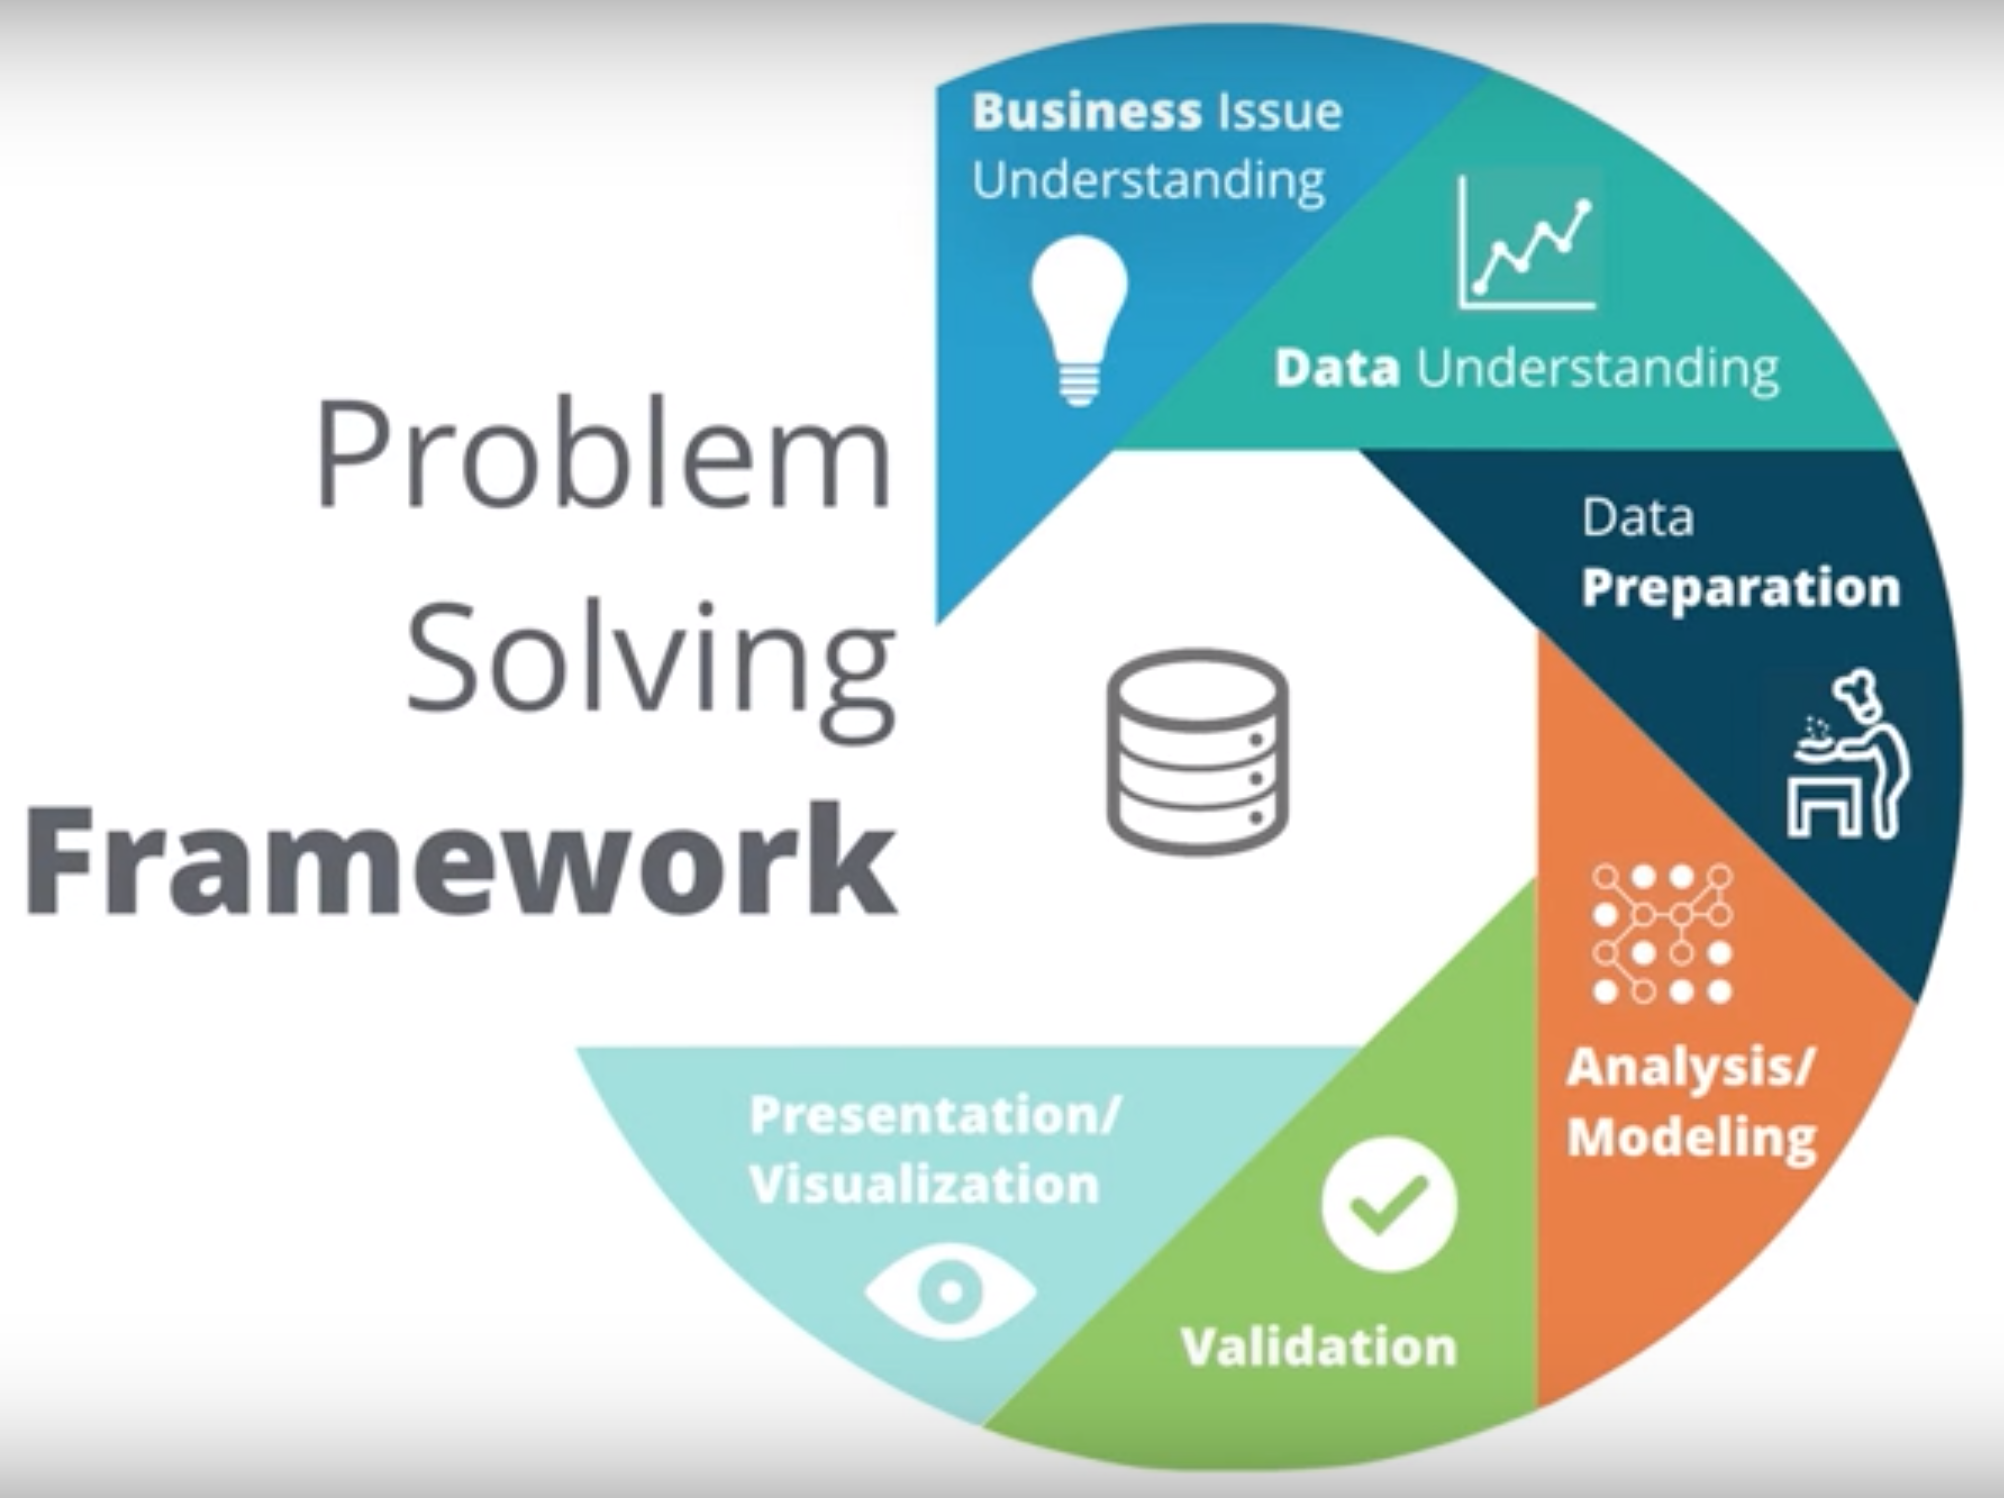 Problem
Solving
Framework
Business Issue
Understanding
Data Understanding
Data
Preparation
Analysis/
Modeling
Validation
Presentation/
Visualization